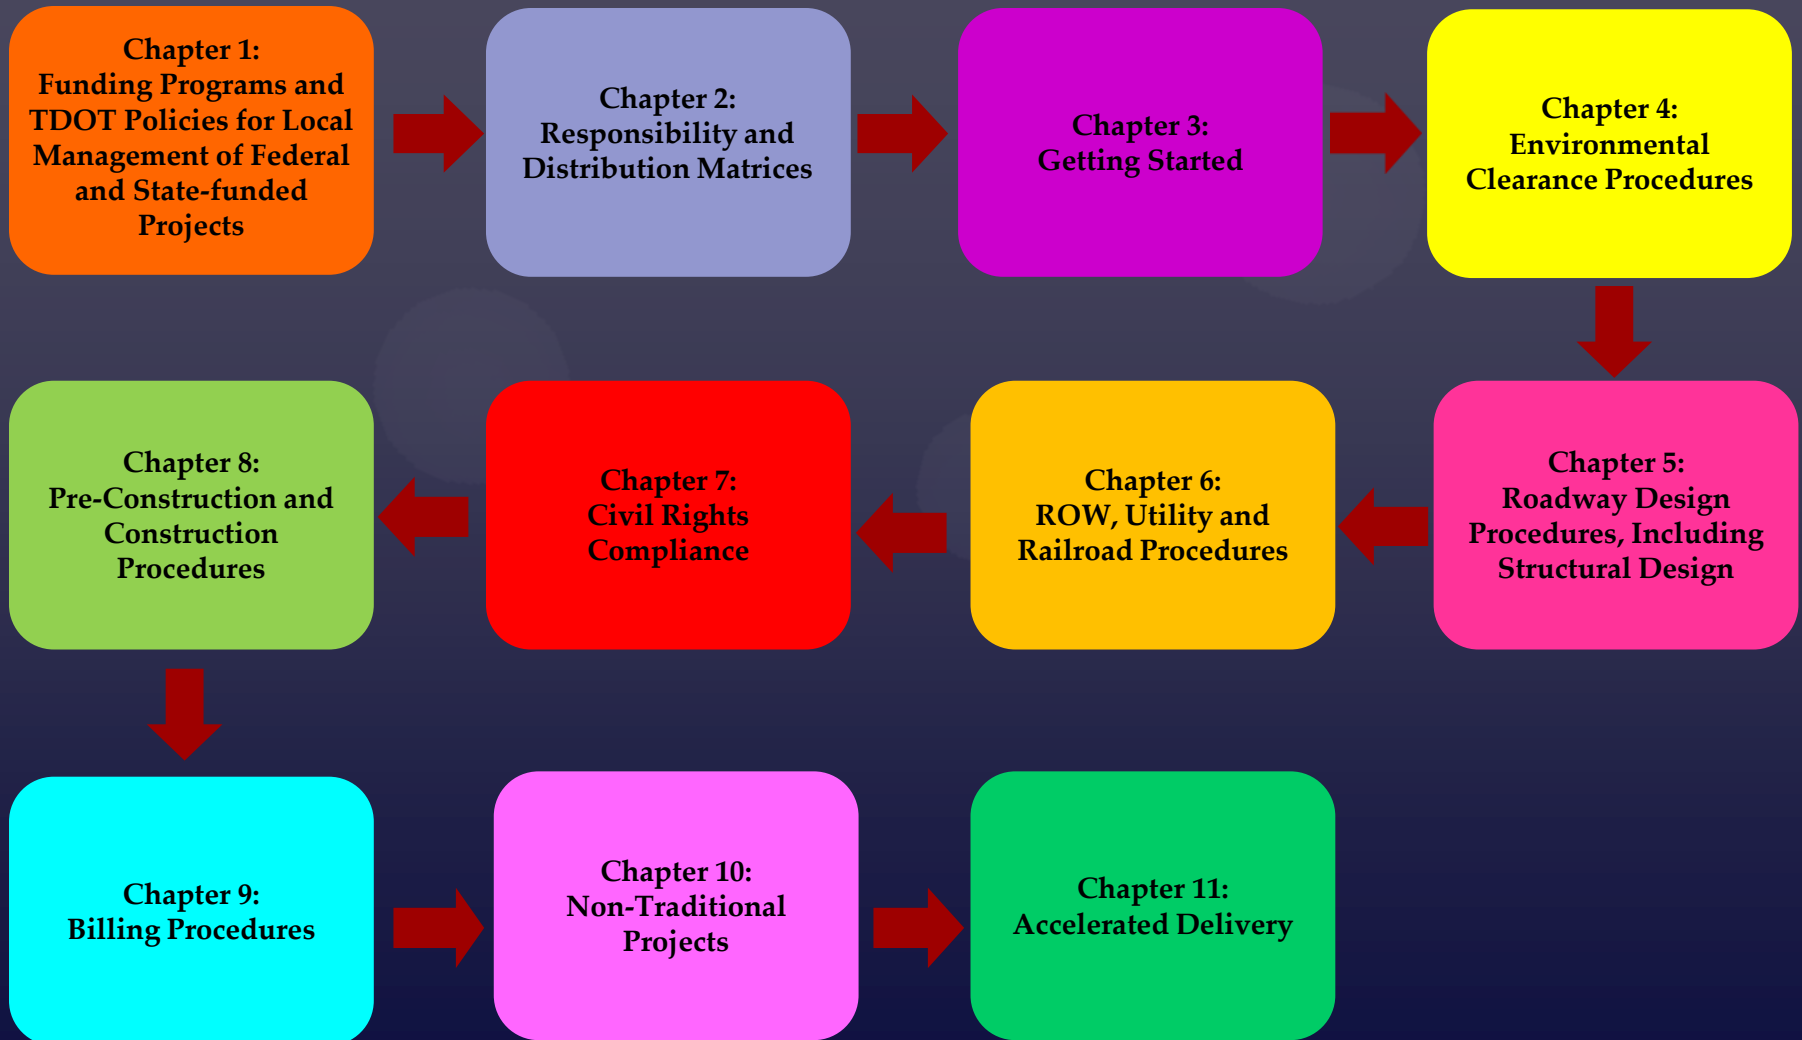 Chapter 1:
Funding Programs and
TDOT Policies for Local
Management of Federal
and State-funded
Projects
Chapter 2:
Responsibility and
Distribution Matrices
Chapter 3:
Getting Started
Chapter 4:
Environmental
Clearance Procedures
Chapter 5:
Roadway Design
Procedures, Including
Structural Design
Chapter 6:
ROW, Utility and
Railroad Procedures
Chapter 7:
Civil Rights
Compliance
Chapter 8:
Pre-Construction and
Construction
Procedures
Chapter 9:
Billing Procedures
Chapter 10:
Non-Traditional
Projects
Chapter 11:
Accelerated Delivery